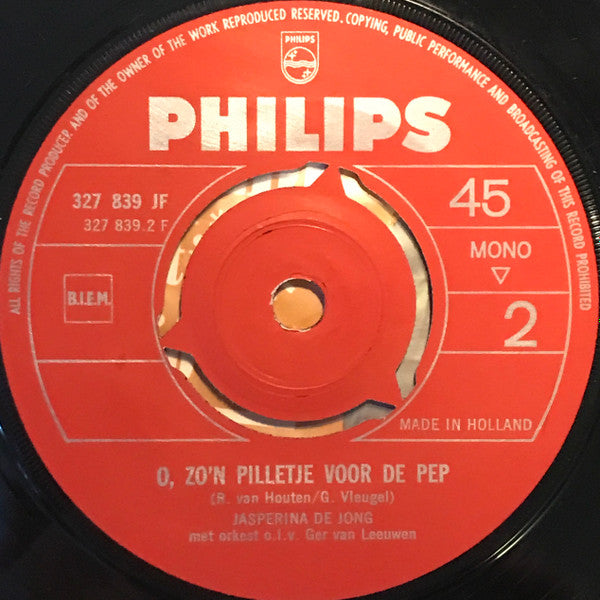 ALL RIGHTS OF THE RECORD PRODUCER AND OF THE OWNER OF THE WORK REPRODUCED RESERVED. COPYING, PUBLIC PERFORMANCE AND BROADCASTING OF THIS RECORD PROHIBITED
PHILIPS
PHILIPS
327 839 JF
327 839.2 F
45
MONO
B.I.E.M.
2
MADE IN HOLLAND
O, ZO'N PILLETJE VOOR DE PEP
(R. van Houten/G. Vleugel)
JASPERINA DE JONG
met orkest o.l.v. Ger van Leeuwen